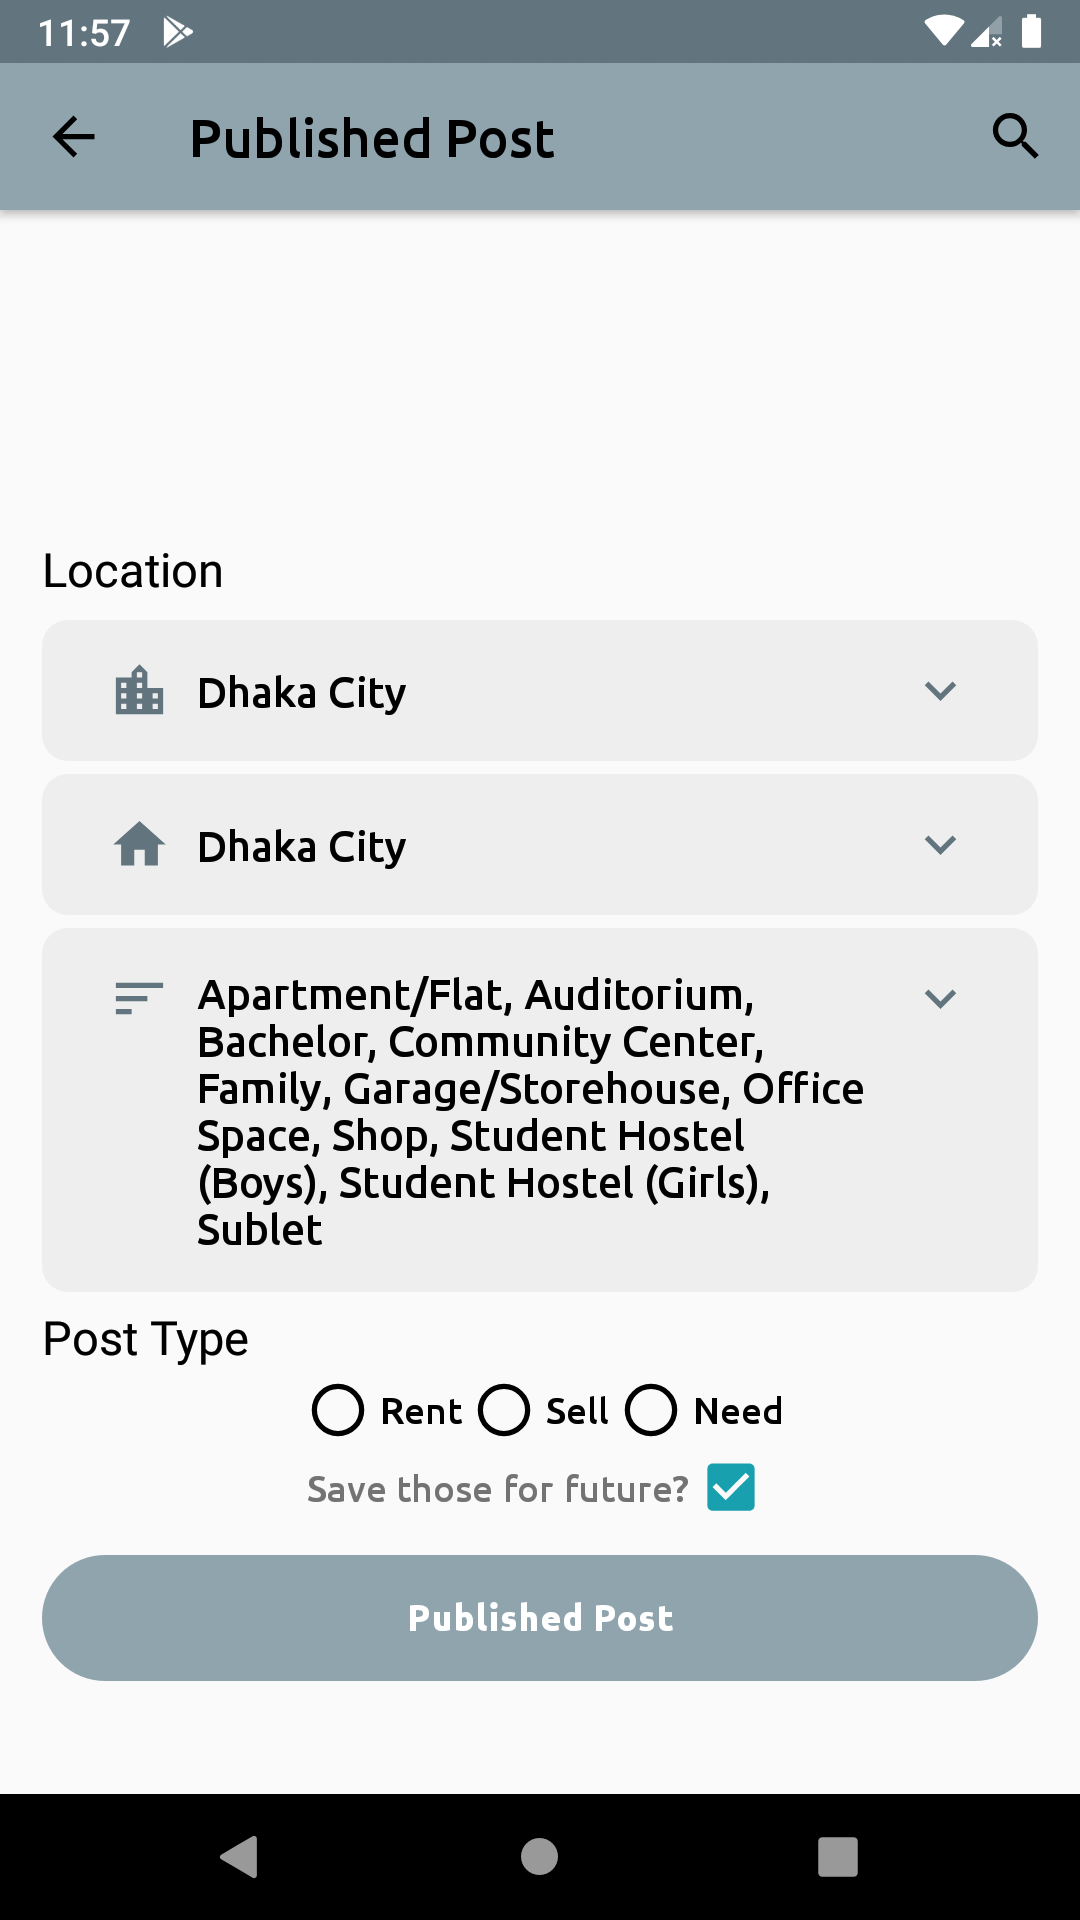 11:57
Published Post
Location
Dhaka City
Dhaka City
Apartment/Flat, Auditorium,
Bachelor, Community Center,
Family, Garage/Storehouse, Office
Space, Shop, Student Hostel
(Boys), Student Hostel (Girls),
Sublet
Post Type
Rent Sell Need
Save those for future?
Published Post